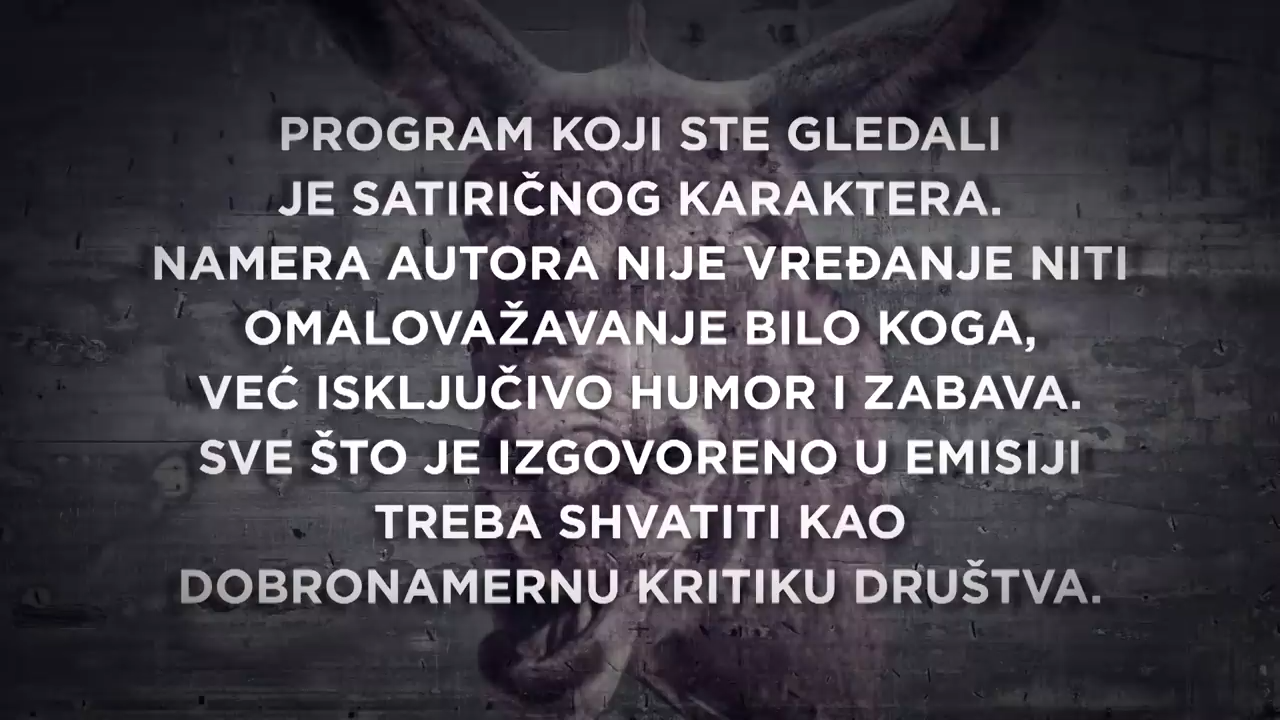 PROGRAM KOJI STE GLEDALI
JE SATIRIČNOG KARAKTERA.
NAMERA AUTORA NIJE VREĐANJE NITI
OMALOVAŽAVANJE BILO KOGA,
VEĆ ISKLJUČIVO HUMOR I ZABAVA.
SVE ŠTO JE IZGOVORENO U EMISIJI
TREBA SHVATITI KAO
DOBRONAMERNU KRITIKU DRUŠTVA.